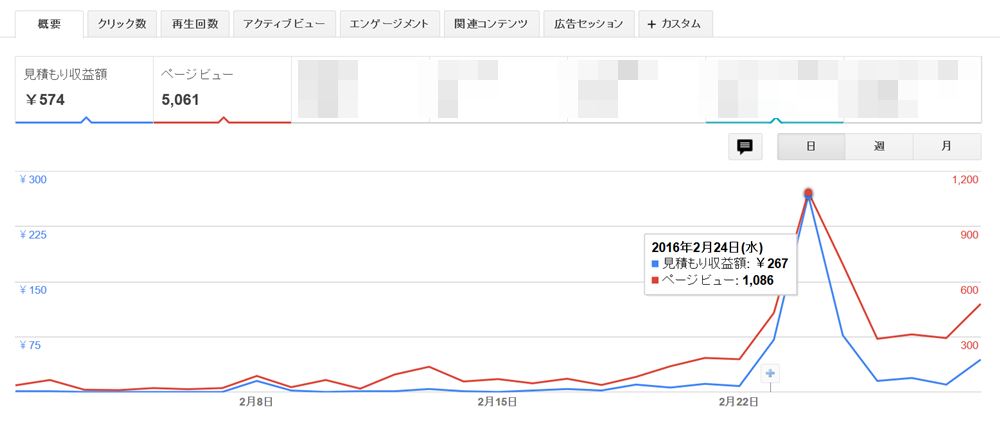 概要 クリック数 再生回数 アクティブビュー エンゲージメント 関連コンテンツ 広告セッション + カスタム
見積もり収益額 ページビュー
￥574 5,061
日 週 月
￥300 1,200
￥225 900
2016年2月24日(水)
見積もり収益額: ￥267
ページビュー: 1,086
￥150 600
￥75 300
2月8日 2月15日 2月22日